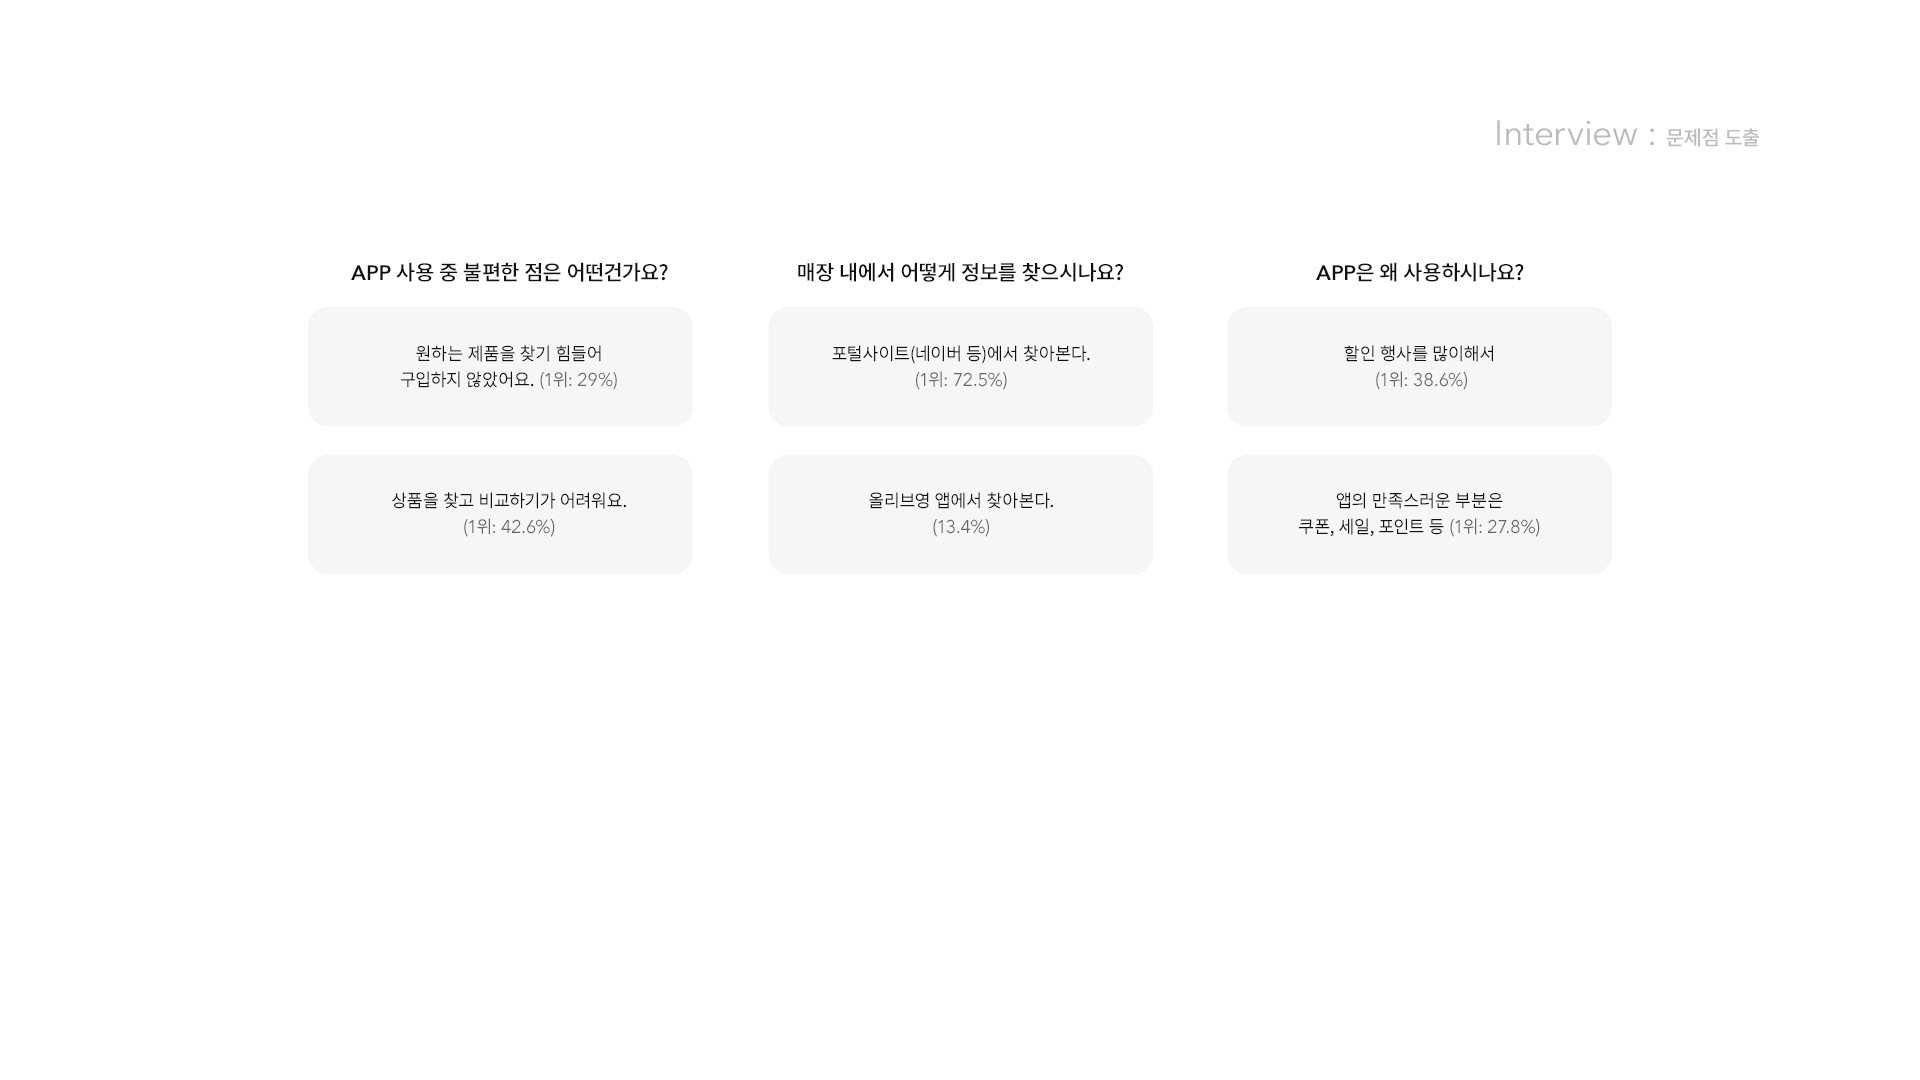 Interview : 문제점 도출
APP 사용 중 불편한 점은 어떤건가요?
원하는 제품을 찾기 힘들어
구입하지 않았어요. (1위: 29%)
상품을 찾고 비교하기가 어려워요.
(1위: 42.6%)
매장 내에서 어떻게 정보를 찾으시나요?
포털사이트(네이버 등)에서 찾아본다.
(1위: 72.5%)
올리브영 앱에서 찾아본다.
(13.4%)
APP은 왜 사용하시나요?
할인 행사를 많이해서
(1위: 38.6%)
앱의 만족스러운 부분은
쿠폰, 세일, 포인트 등 (1위: 27.8%)